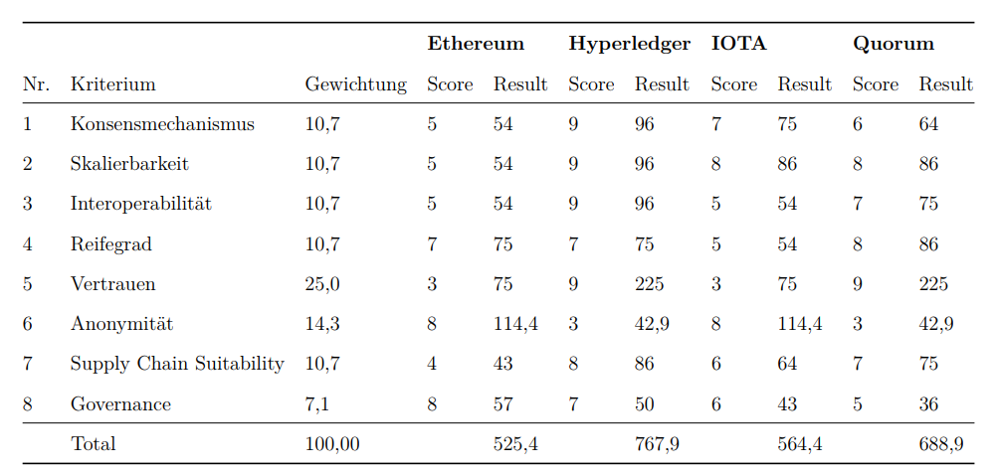 Ethereum Hyperledger IOTA Quorum
Nr. Kriterium Gewichtung Score Result Score Result Score Result Score Result
1 Konsensmechanismus 10,7 5 54 9 96 7 75 6 64
2 Skalierbarkeit 10,7 5 54 9 96 8 86 8 86
3 Interoperabilität 10,7 5 54 9 96 5 54 7 75
4 Reifegrad 10,7 7 75 7 75 5 54 8 86
5 Vertrauen 25,0 3 75 9 225 3 75 9 225
6 Anonymität 14,3 8 114,4 3 42,9 8 114,4 3 42,9
7 Supply Chain Suitability 10,7 4 43 8 86 6 64 7 75
8 Governance 7,1 8 57 7 50 6 43 5 36
Total 100,00 525,4 767,9 564,4 688,9